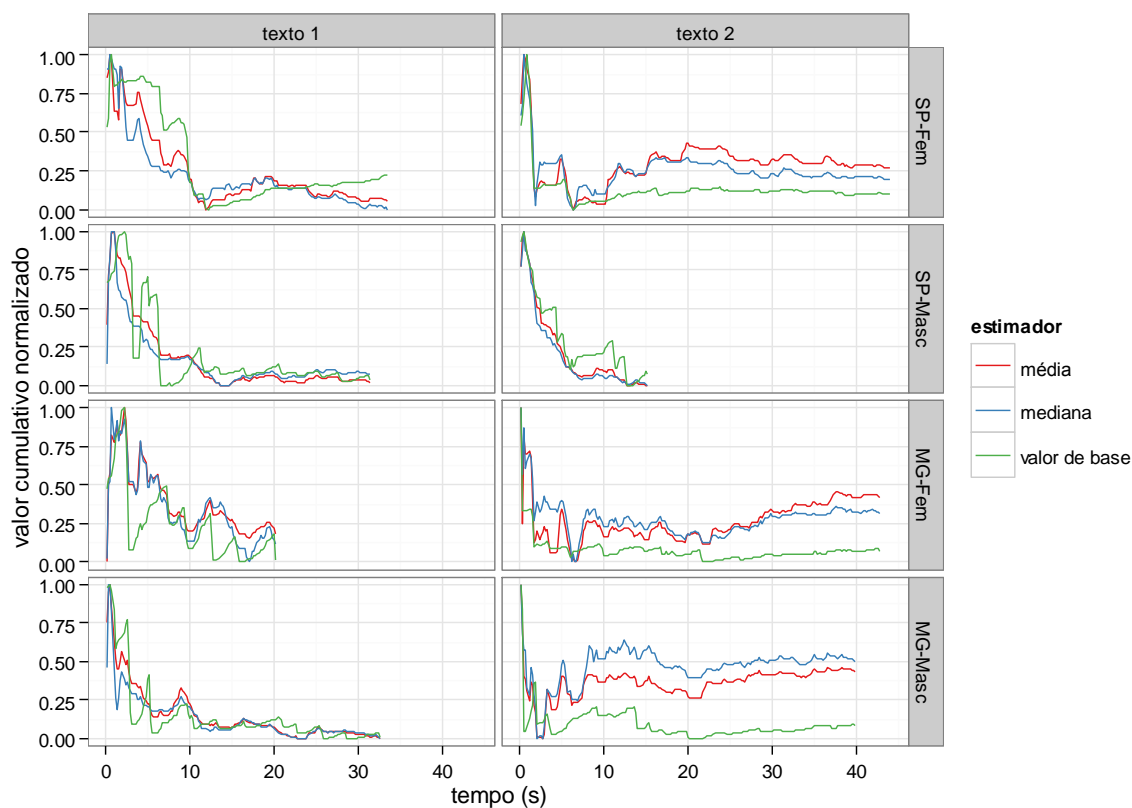 texto 1
texto 2
1.00
0.75
0.50
0.25
0.00
SP-Fem
1.00
0.75
0.50
0.25
0.00
SP-Masc
1.00
0.75
0.50
0.25
0.00
MG-Fem
1.00
0.75
0.50
0.25
0.00
MG-Masc
valor cumulativo normalizado
0 10 20 30 40
0 10 20 30 40
tempo (s)
estimador
média
mediana
valor de base